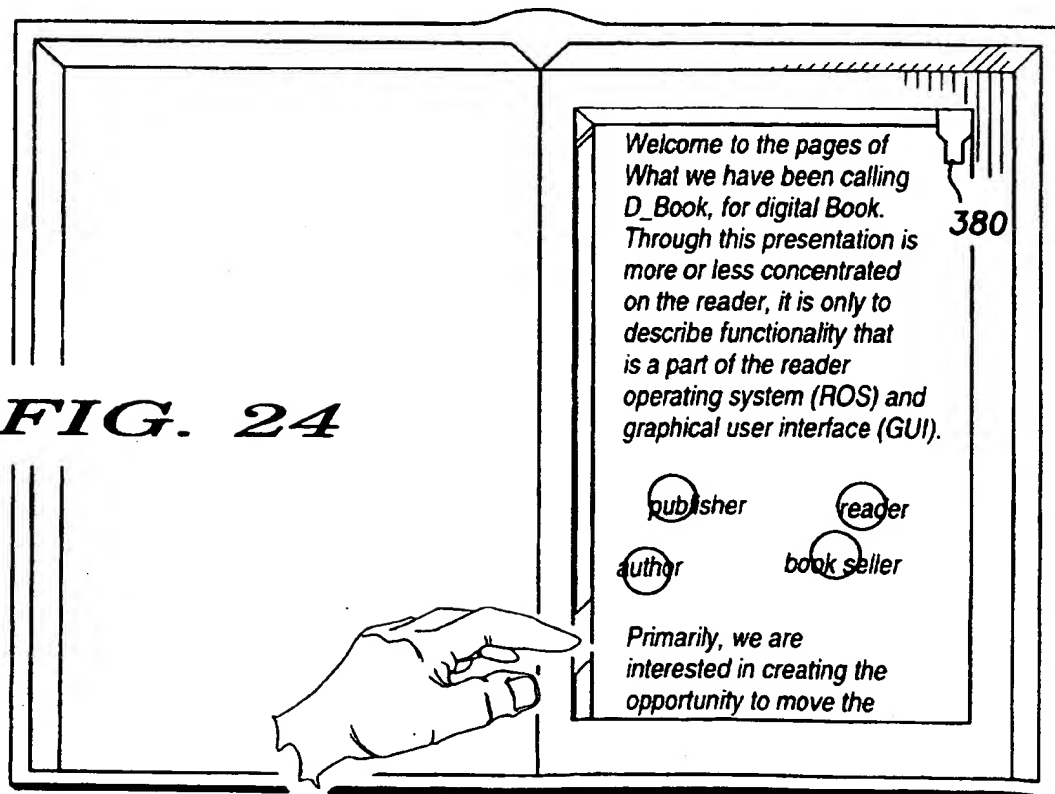 Welcome to the pages of
What we have been calling
D_Book, for digital Book.
Through this presentation is
more or less concentrated
on the reader, it is only to
describe functionality that
is a part of the reader
operating system (ROS) and
graphical user interface (GUI).
380
FIG. 24
publisher reader
author book seller
Primarily, we are
interested in creating the
opportunity to move the